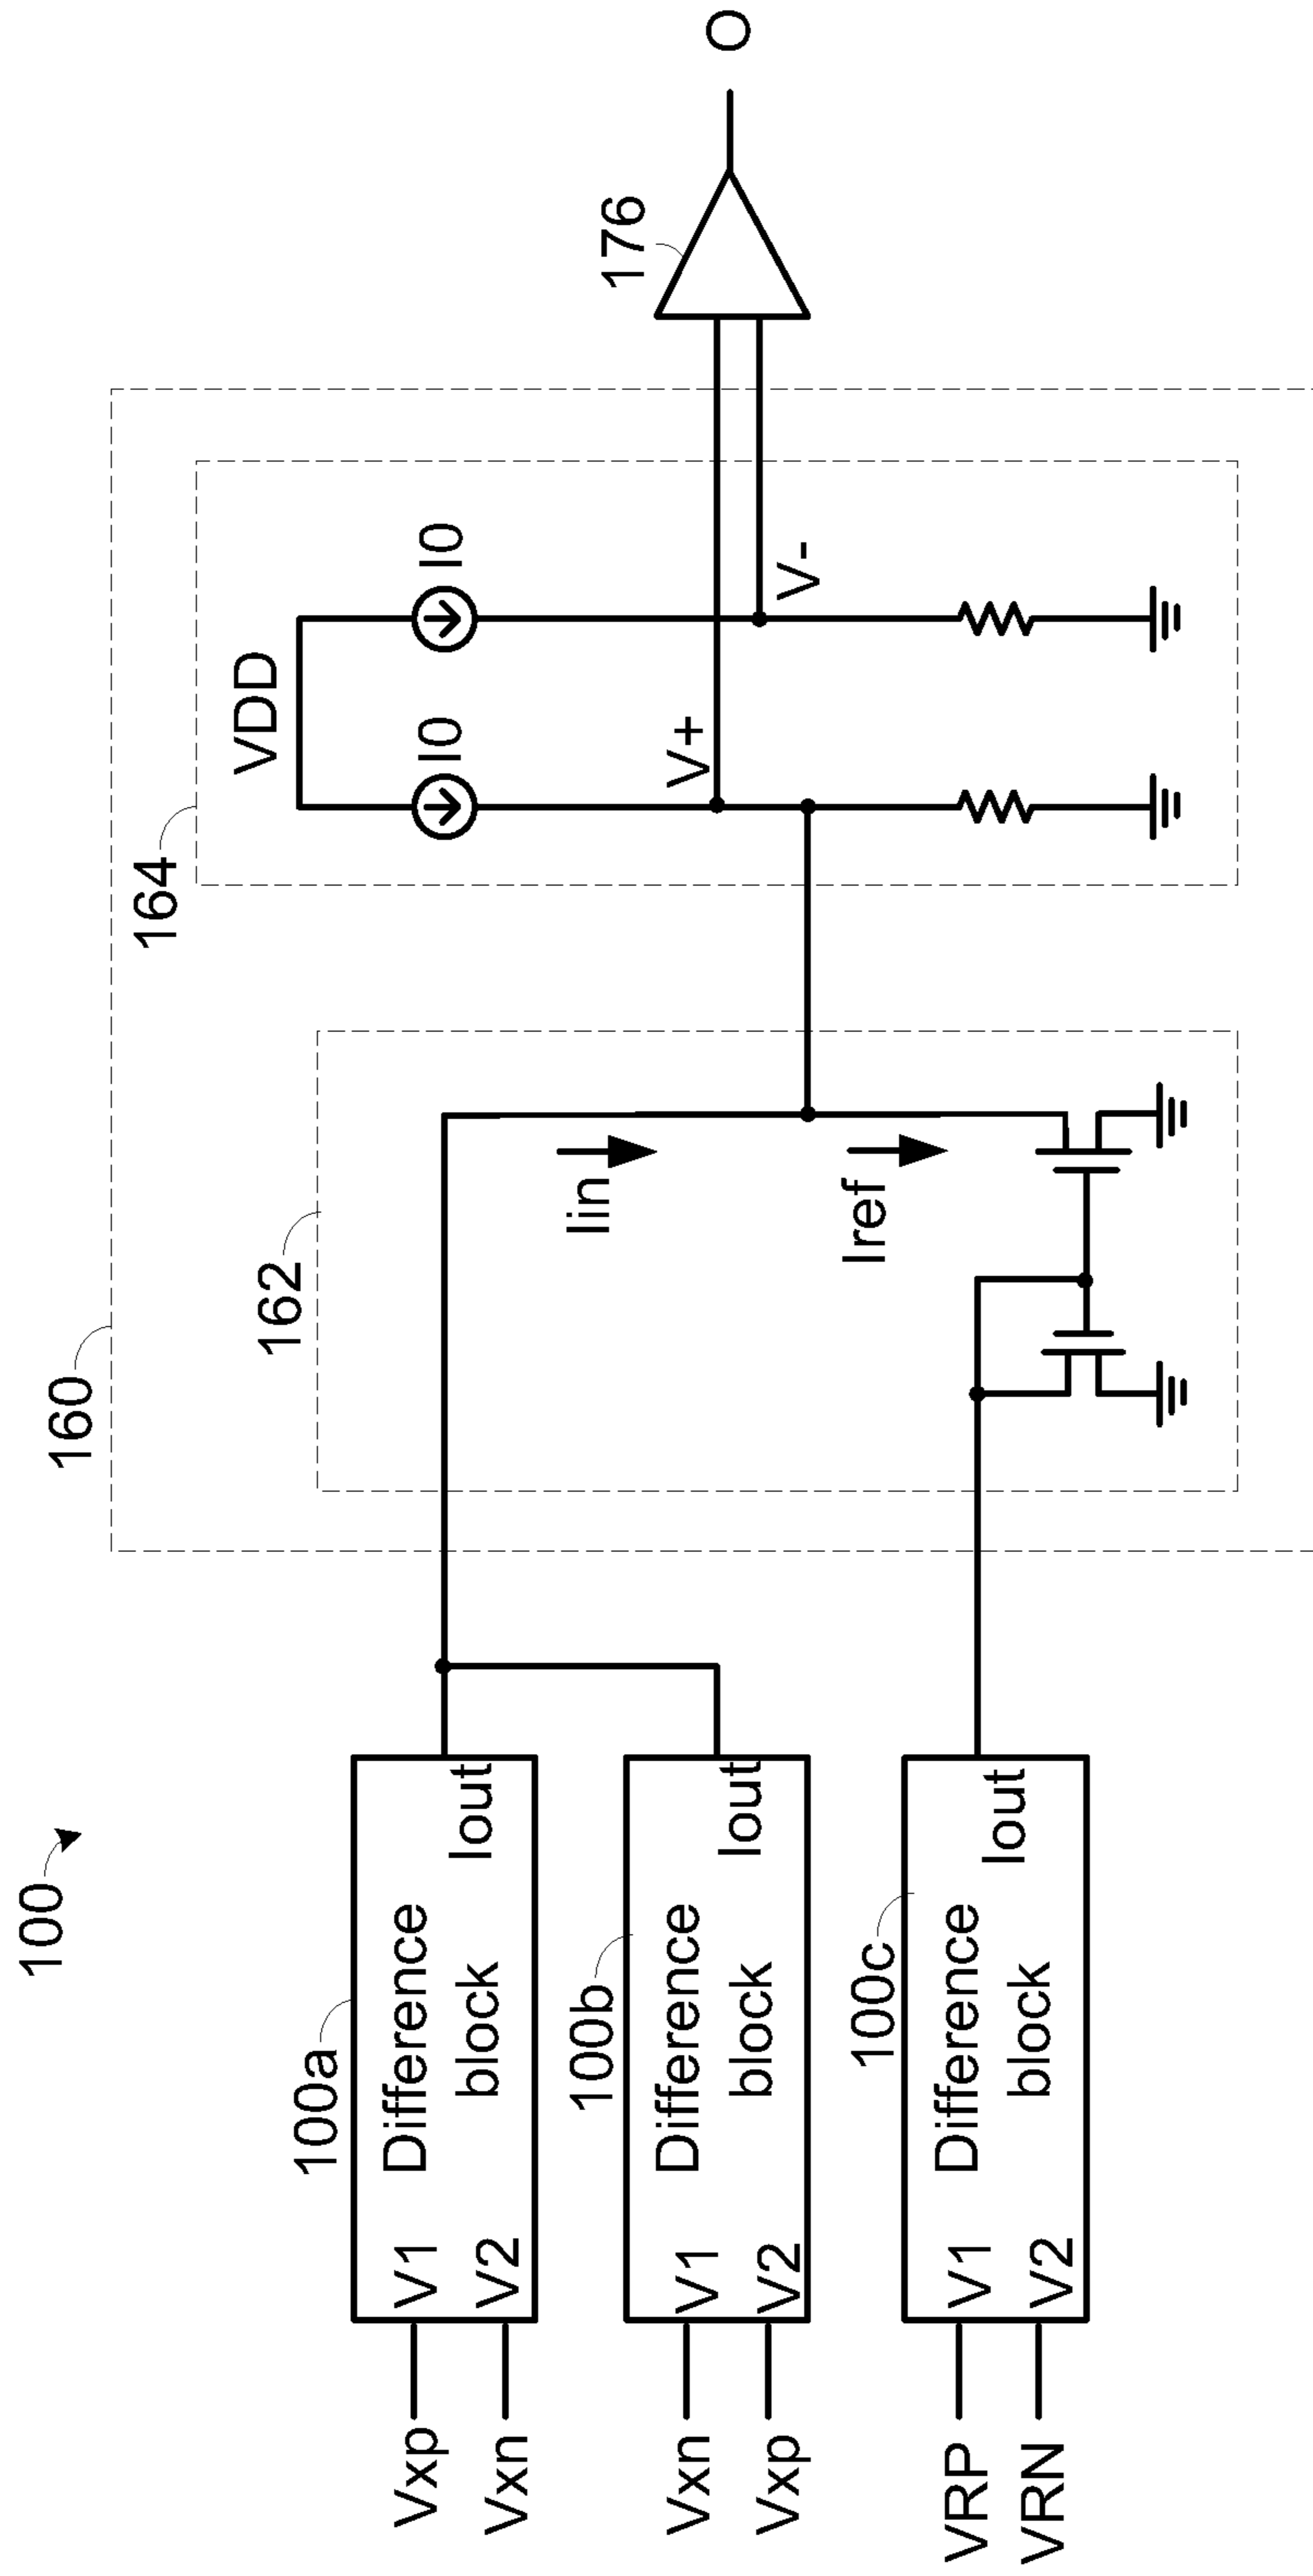 100
160
162
164
176
VDD
I0
I0
V+
V-
O
Iin
Iref
100a
Vxp
Vxn
V1
V2
Difference
block
Iout
100b
Vxn
Vxp
V1
V2
Difference
block
Iout
100c
VRP
VRN
V1
V2
Difference
block
Iout